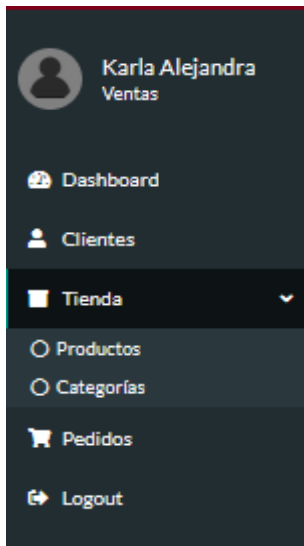 Karla Alejandra
Ventas
Dashboard
Clientes
Tienda
Productos
Categorías
Pedidos
Logout